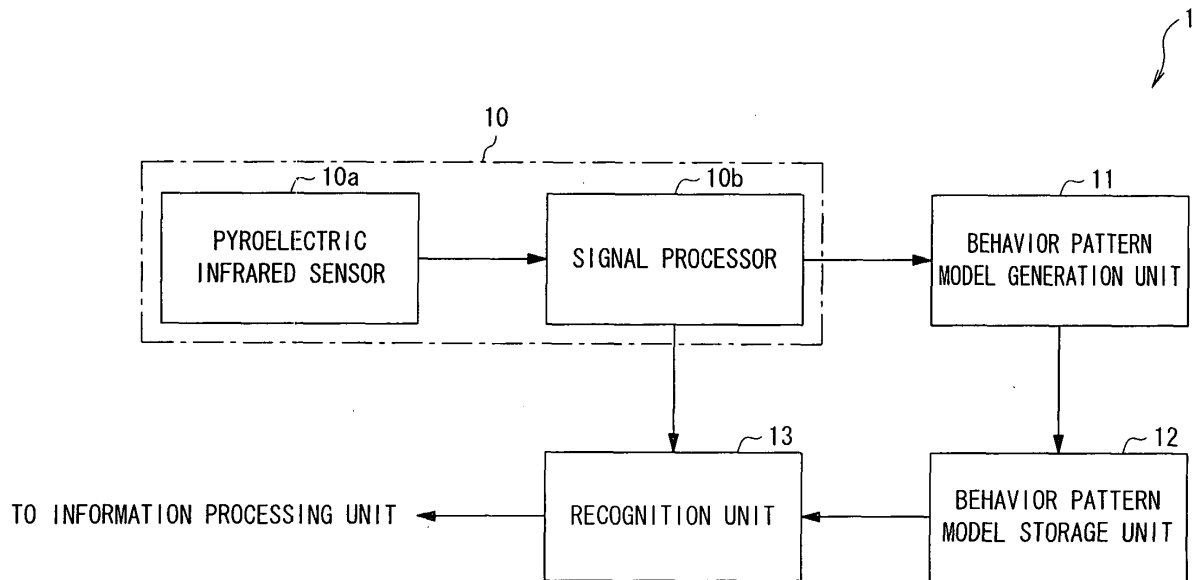 1
10
10a
10b
11
PYROELECTRIC
INFRARED SENSOR
SIGNAL PROCESSOR
BEHAVIOR PATTERN
MODEL GENERATION UNIT
13
12
TO INFORMATION PROCESSING UNIT
RECOGNITION UNIT
BEHAVIOR PATTERN
MODEL STORAGE UNIT